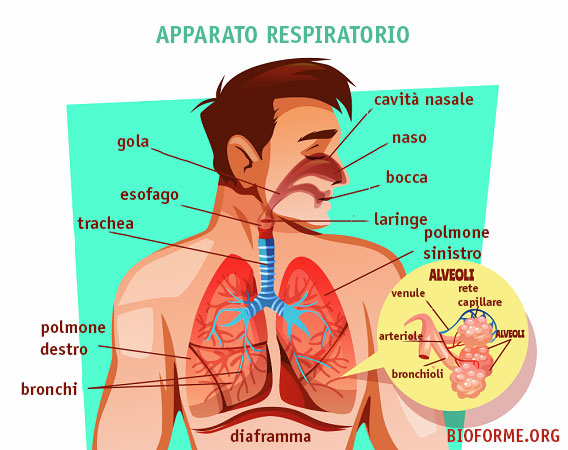 APPARATO RESPIRATORIO
cavità nasale
gola
naso
bocca
esofago
laringe
trachea
polmone
sinistro
ALVEOLI
venule
rete
capillare
arteriole
ALVEOLI
bronchioli
polmone
destro
bronchi
diaframma
BIOFORME.ORG